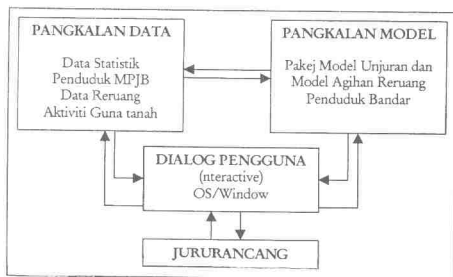 PANGKALAN DATA
Data Statistik
Penduduk MPJB
Data Reruang
Aktiviti Guna tanah
PANGKALAN MODEL
Pakej Model Unjuran dan
Model Agihan Reruang
Penduduk Bandar
DIALOG PENGGUNA
(nteractive)
OS/Window
JURURANCANG